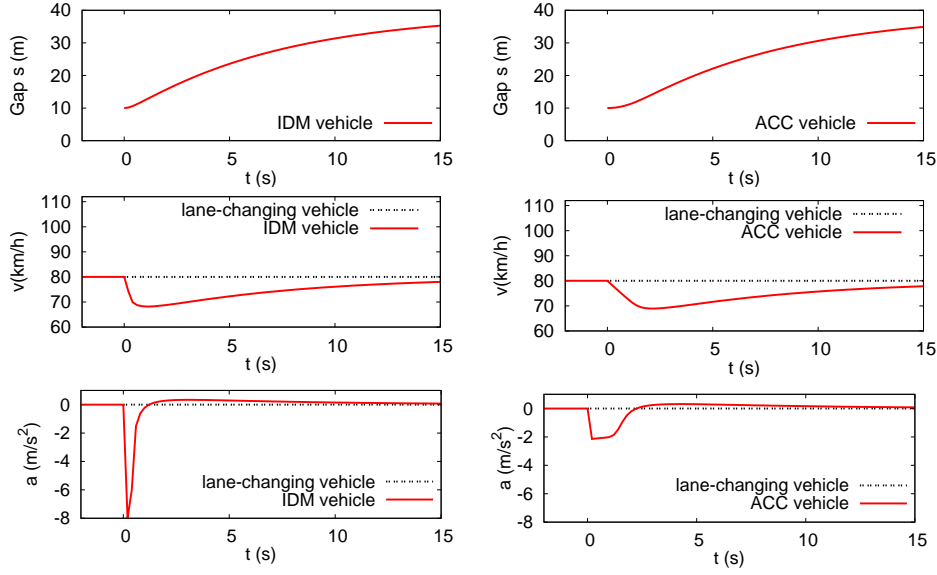 Gap s (m)
40
30
20
10
0
IDM vehicle
0 5 10 15
t (s)
Gap s (m)
40
30
20
10
0
ACC vehicle
0 5 10 15
t (s)
v(km/h)
110
100
90
80
70
60
lane-changing vehicle
IDM vehicle
0 5 10 15
t (s)
v(km/h)
110
100
90
80
70
60
lane-changing vehicle
ACC vehicle
0 5 10 15
t (s)
a (m/s²)
0
-2
-4
-6
-8
lane-changing vehicle
IDM vehicle
0 5 10 15
t (s)
a (m/s²)
0
-2
-4
-6
-8
lane-changing vehicle
ACC vehicle
0 5 10 15
t (s)